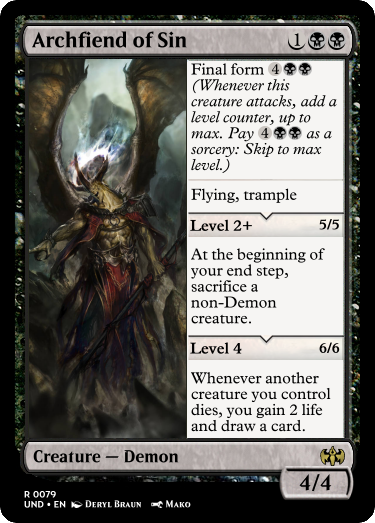 Archfiend of Sin 1
Final form 4
(Whenever this
creature attacks, add a
level counter, up to
max. Pay 4 as a
sorcery: Skip to max
level.)
Flying, trample
Level 2+ 5/5
At the beginning of
your end step,
sacrifice a
non-Demon
creature.
Level 4 6/6
Whenever another
creature you control
dies, you gain 2 life
and draw a card.
Creature — Demon
4/4
R 0079
UND • EN Deryl Braun Mako